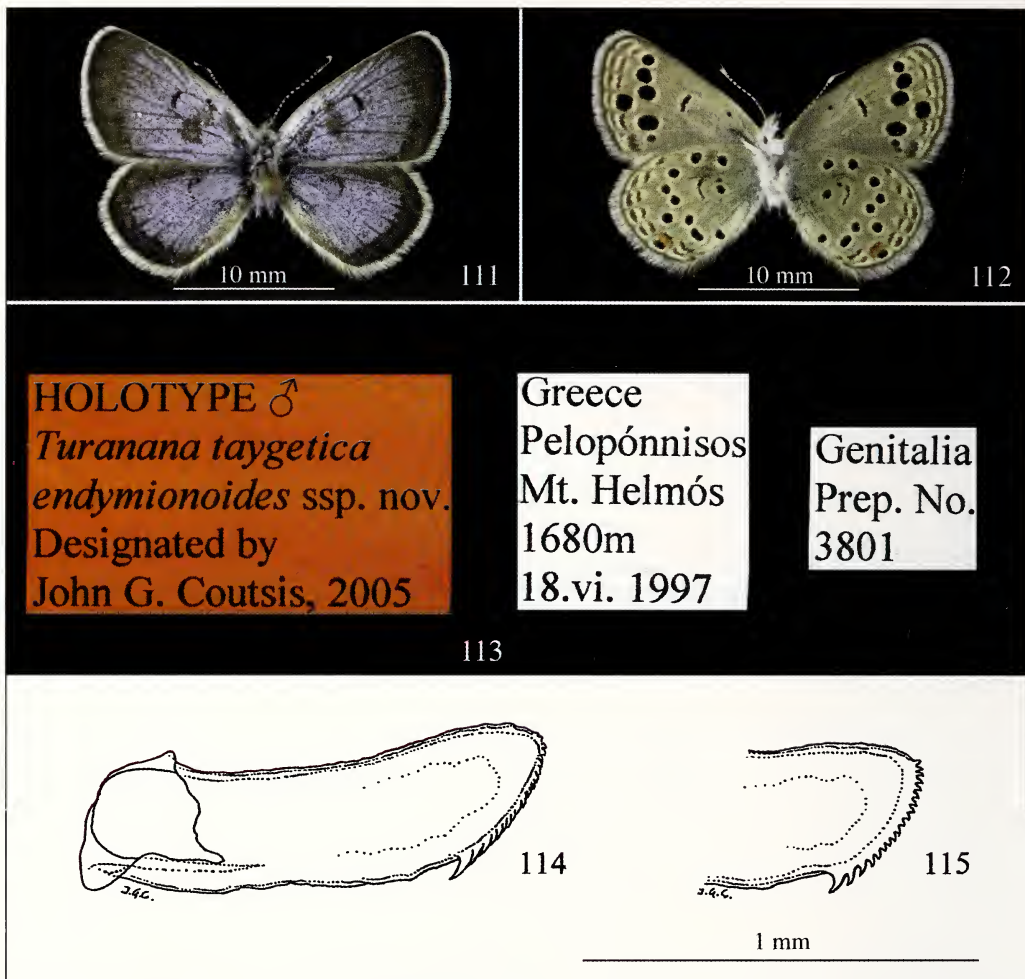 10 mm
111
10 mm
112
HOLOTYPE ♂
Turanana taygetica
endymionoides ssp. nov.
Designated by
John G. Coutsis, 2005
Greece
Pelopónnisos
Mt. Helmós
1680m
18.vi. 1997
Genitalia
Prep. No.
3801
113
J.G.C.
114
J.G.C.
115
1 mm